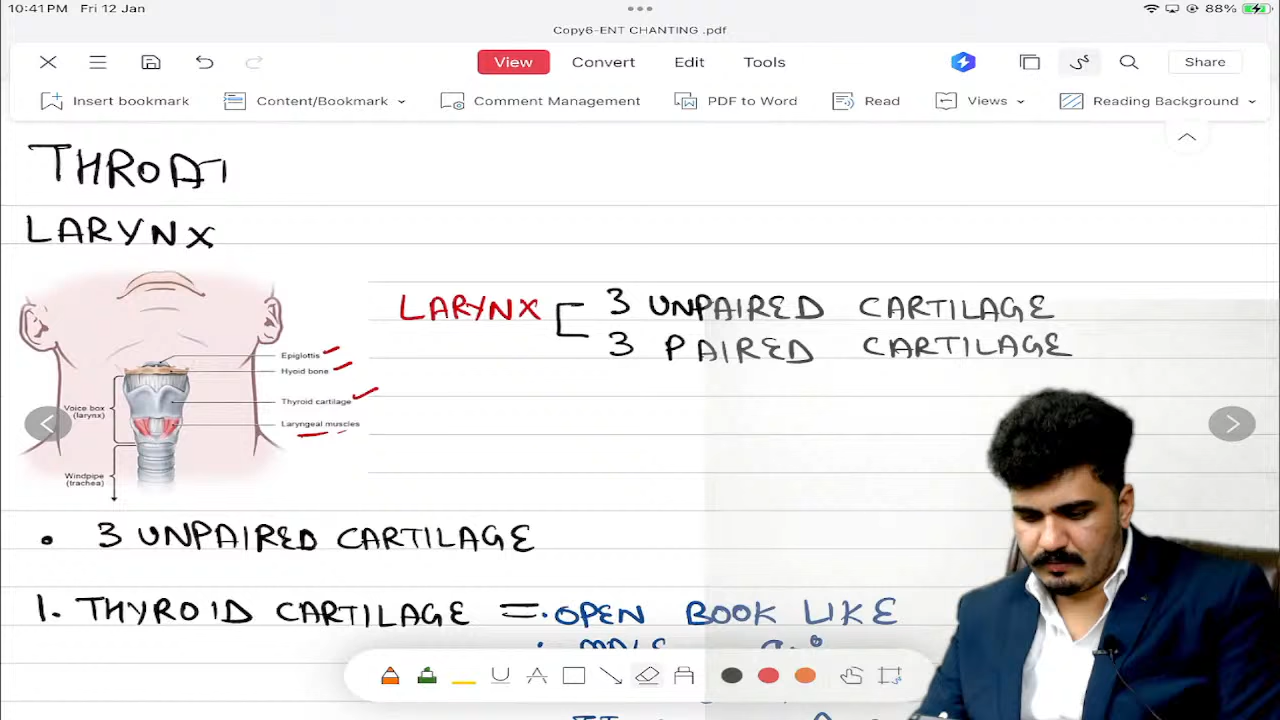 10:41PM Fri 12 Jan
88%
Copy6-ENT CHANTING .pdf
View Convert Edit Tools Share
Insert bookmark Content/Bookmark Comment Management PDF to Word Read Views Reading Background
THROAT
LARYNX
LARYNX 3 UNPAIRED CARTILAGE
3 PAIRED CARTILAGE
Epiglottis
Hyoid bone
Thyroid cartilage
Voice box
(larynx)
Laryngeal muscles
Windpipe
(trachea)
• 3 UNPAIRED CARTILAGE
1. THYROID CARTILAGE = • OPEN BOOK LIKE